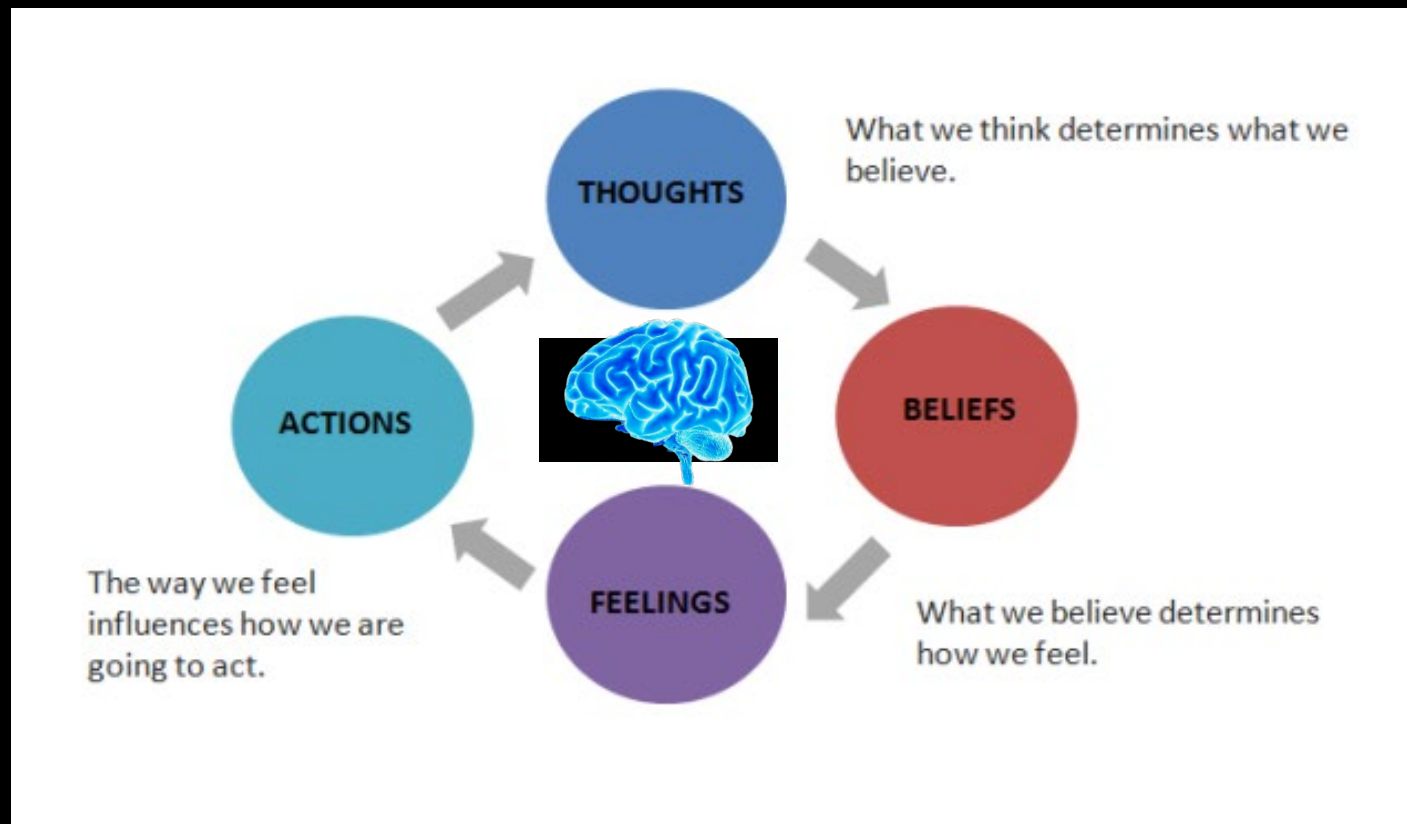 THOUGHTS
What we think determines what we
believe.
ACTIONS
BELIEFS
FEELINGS
The way we feel
influences how we are
going to act.
What we believe determines
how we feel.